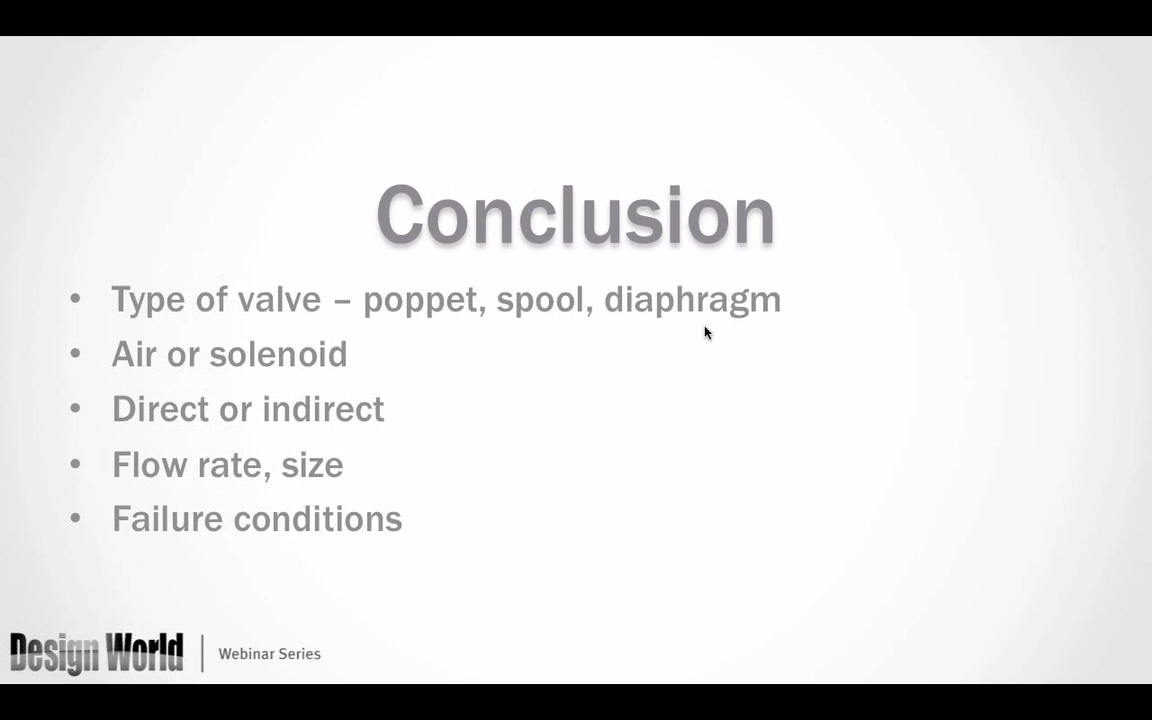 Conclusion
• Type of valve – poppet, spool, diaphragm
• Air or solenoid
• Direct or indirect
• Flow rate, size
• Failure conditions
Design World | Webinar Series